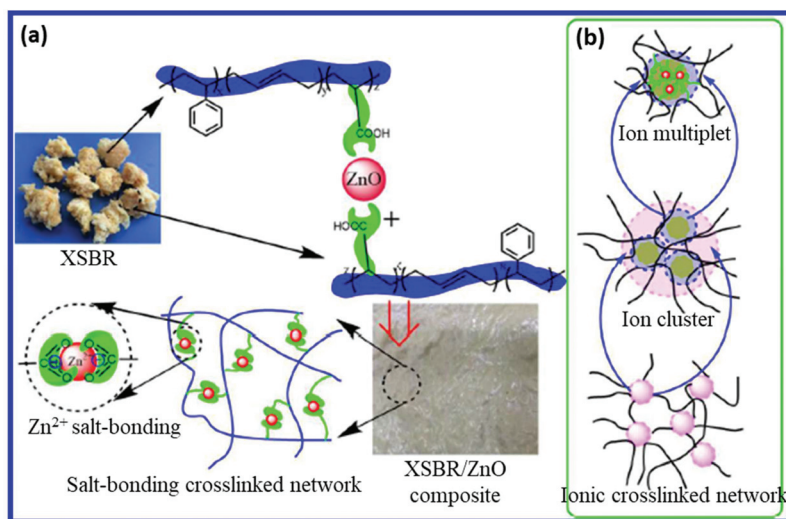 (a)
COOH
ZnO
XSBR
HOOC
+
Zn²⁺ salt-bonding
Salt-bonding crosslinked network
XSBR/ZnO
composite
(b)
Ion multiplet
Ion cluster
Ionic crosslinked network